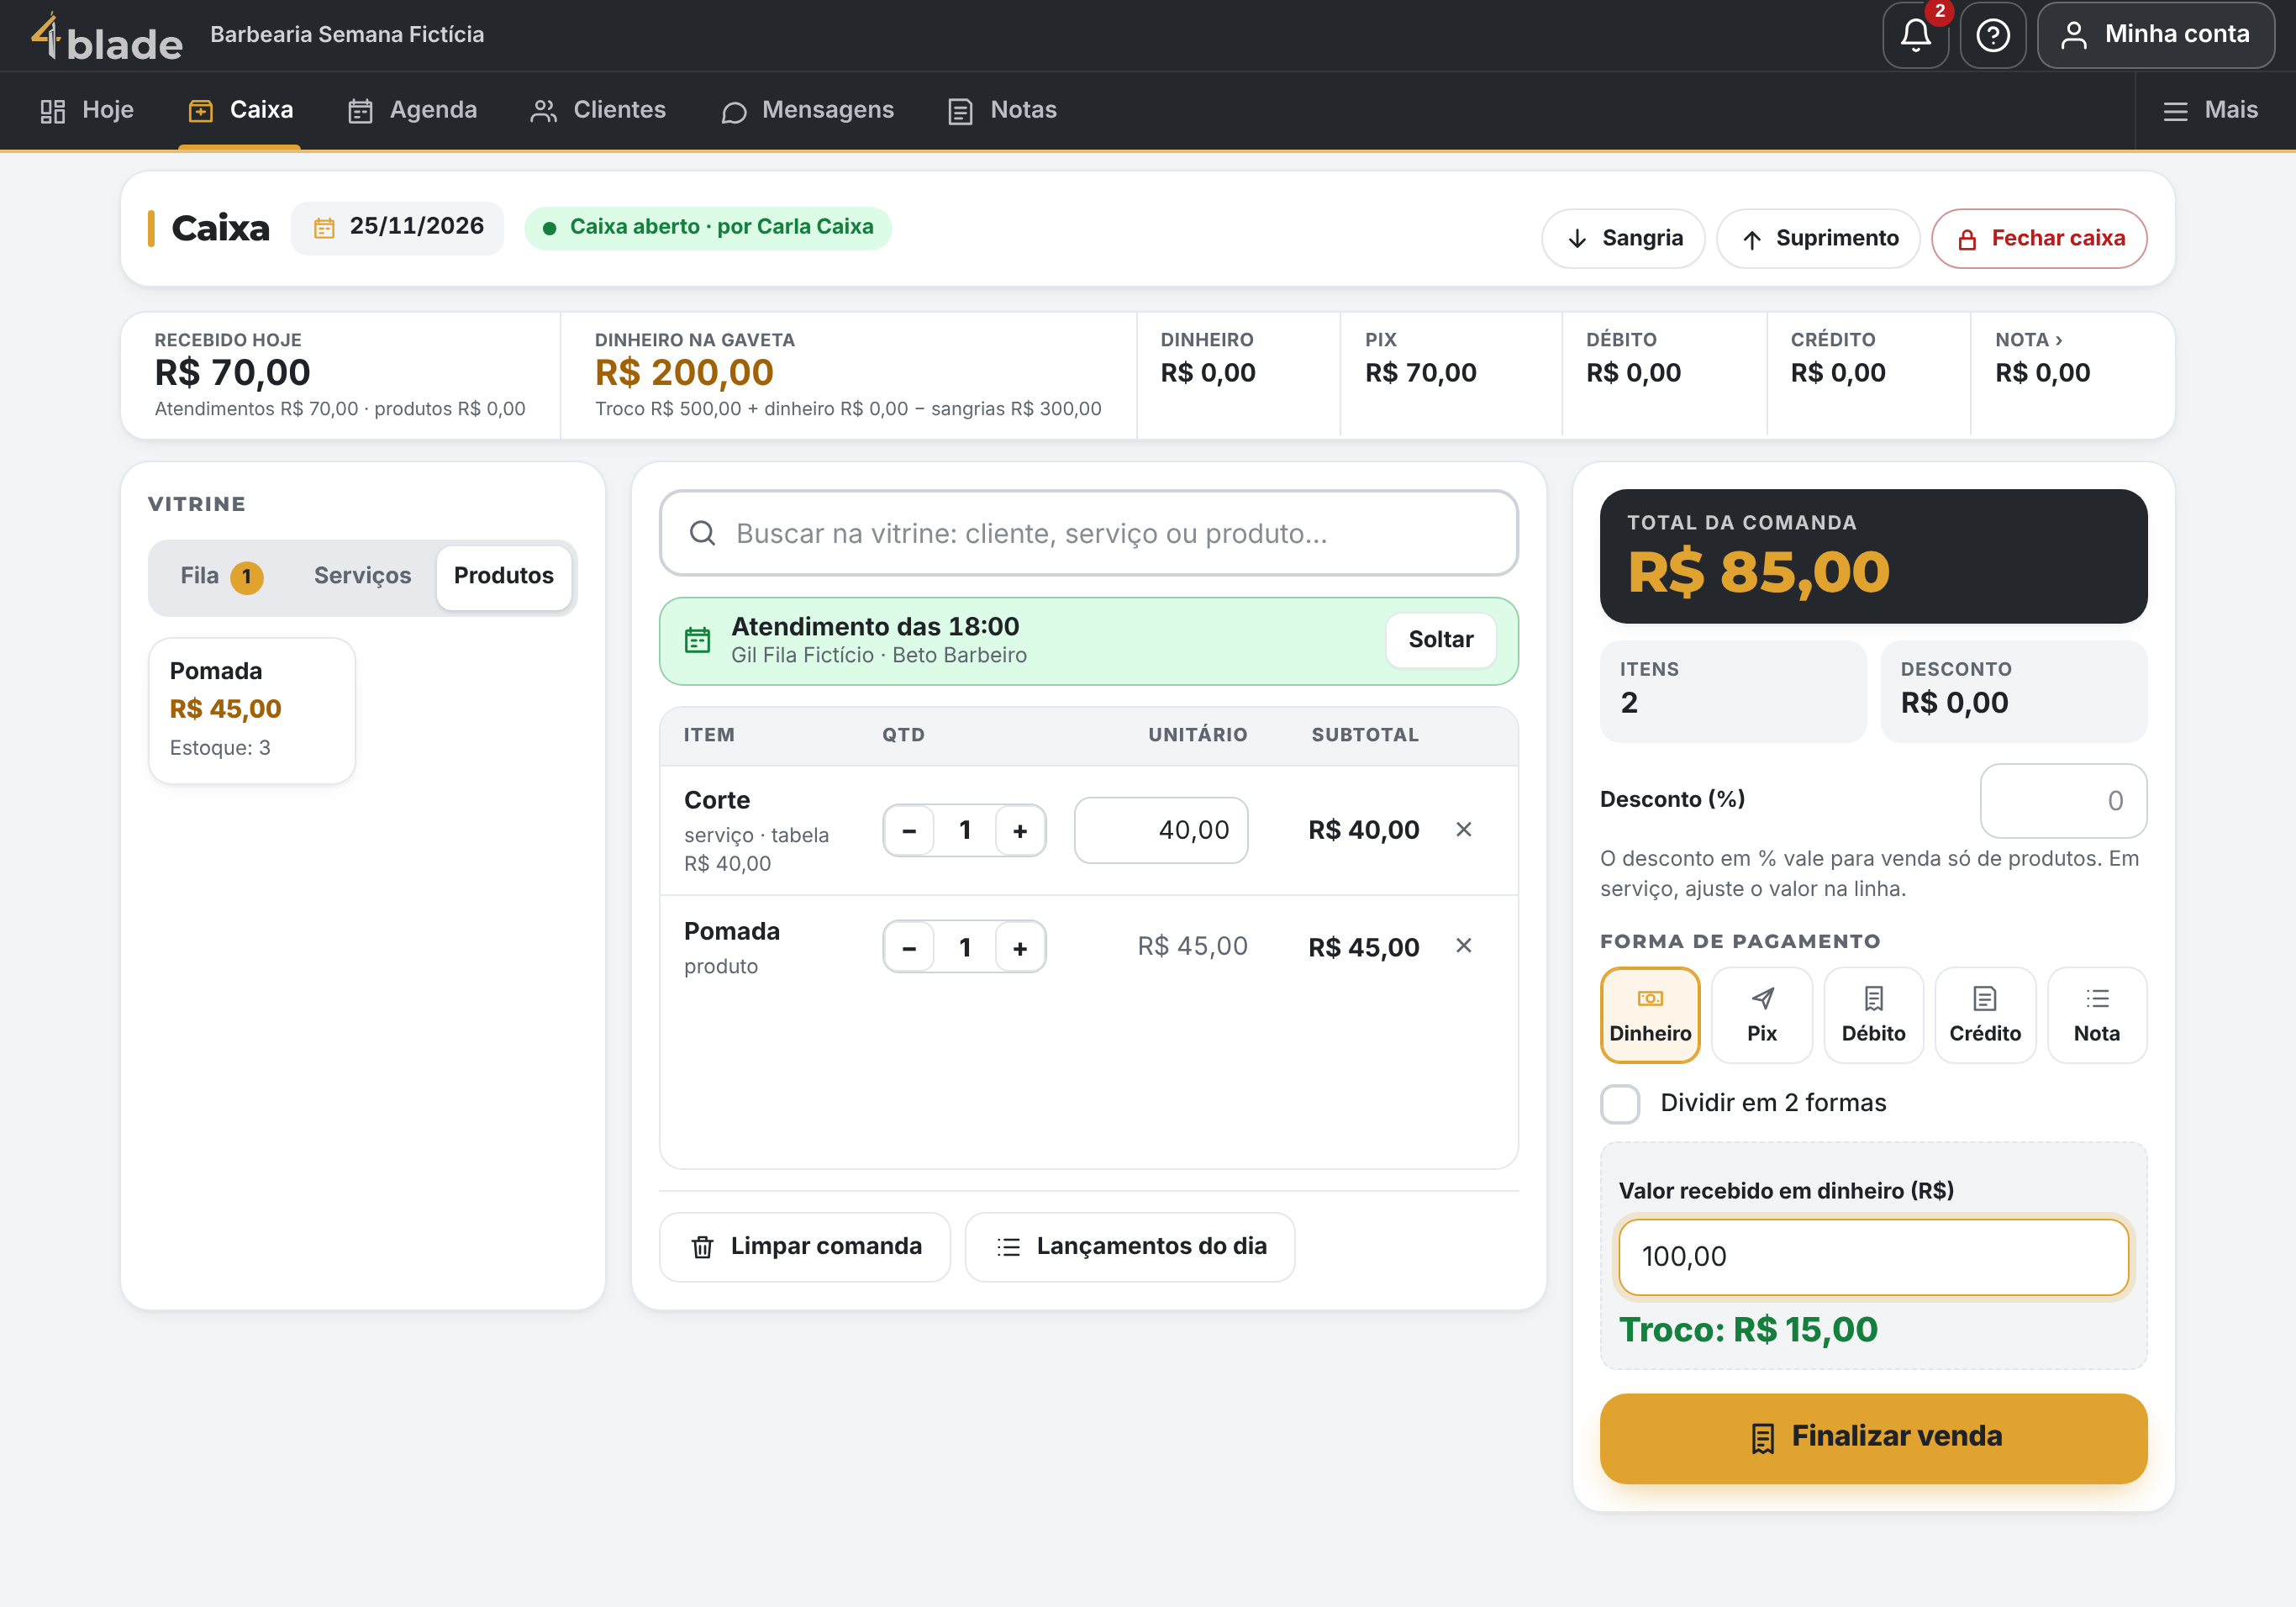 4blade
Barbearia Semana Fictícia
2
Minha conta
Hoje
Caixa
Agenda
Clientes
Mensagens
Notas
Mais
Caixa
25/11/2026
Caixa aberto · por Carla Caixa
Sangria
Suprimento
Fechar caixa
RECEBIDO HOJE
R$ 70,00
Atendimentos R$ 70,00 · produtos R$ 0,00
DINHEIRO NA GAVETA
R$ 200,00
Troco R$ 500,00 + dinheiro R$ 0,00 − sangrias R$ 300,00
DINHEIRO
R$ 0,00
PIX
R$ 70,00
DÉBITO
R$ 0,00
CRÉDITO
R$ 0,00
NOTA ›
R$ 0,00
VITRINE
Fila 1
Serviços
Produtos
Pomada
R$ 45,00
Estoque: 3
Buscar na vitrine: cliente, serviço ou produto...
Atendimento das 18:00
Gil Fila Fictício · Beto Barbeiro
Soltar
ITEM QTD UNITÁRIO SUBTOTAL
Corte
serviço · tabela
R$ 40,00
− 1 + 40,00 R$ 40,00 ×
Pomada
produto
− 1 + R$ 45,00 R$ 45,00 ×
Limpar comanda
Lançamentos do dia
TOTAL DA COMANDA
R$ 85,00
ITENS
2
DESCONTO
R$ 0,00
Desconto (%)
0
O desconto em % vale para venda só de produtos. Em
serviço, ajuste o valor na linha.
FORMA DE PAGAMENTO
Dinheiro
Pix
Débito
Crédito
Nota
Dividir em 2 formas
Valor recebido em dinheiro (R$)
100,00
Troco: R$ 15,00
Finalizar venda